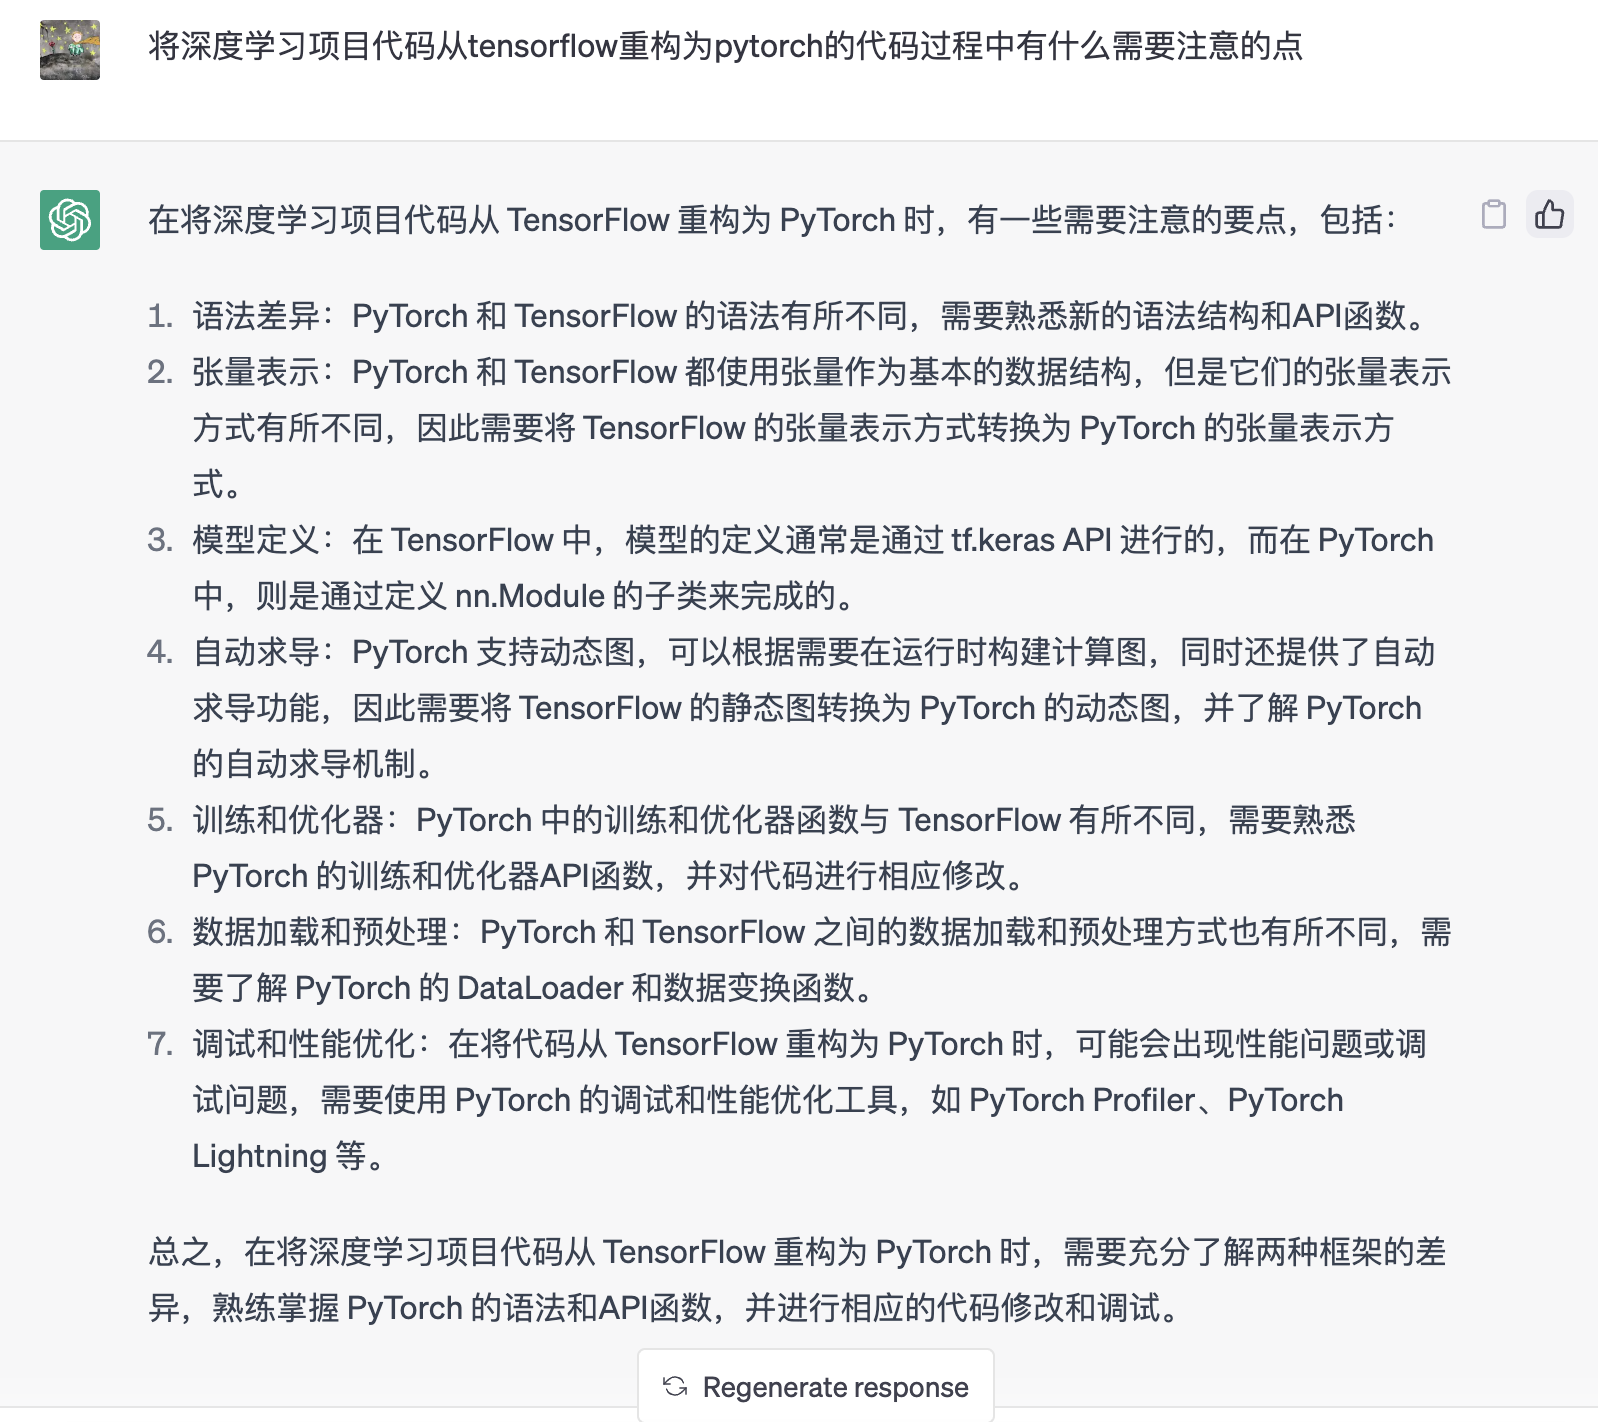 将深度学习项目代码从tensorflow重构为pytorch的代码过程中有什么需要注意的点
在将深度学习项目代码从 TensorFlow 重构为 PyTorch 时，有一些需要注意的要点，包括：
1. 语法差异：PyTorch 和 TensorFlow 的语法有所不同，需要熟悉新的语法结构和API函数。
2. 张量表示：PyTorch 和 TensorFlow 都使用张量作为基本的数据结构，但是它们的张量表示
方式有所不同，因此需要将 TensorFlow 的张量表示方式转换为 PyTorch 的张量表示方
式。
3. 模型定义：在 TensorFlow 中，模型的定义通常是通过 tf.keras API 进行的，而在 PyTorch
中，则是通过定义 nn.Module 的子类来完成的。
4. 自动求导：PyTorch 支持动态图，可以根据需要在运行时构建计算图，同时还提供了自动
求导功能，因此需要将 TensorFlow 的静态图转换为 PyTorch 的动态图，并了解 PyTorch
的自动求导机制。
5. 训练和优化器：PyTorch 中的训练和优化器函数与 TensorFlow 有所不同，需要熟悉
PyTorch 的训练和优化器API函数，并对代码进行相应修改。
6. 数据加载和预处理：PyTorch 和 TensorFlow 之间的数据加载和预处理方式也有所不同，需
要了解 PyTorch 的 DataLoader 和数据变换函数。
7. 调试和性能优化：在将代码从 TensorFlow 重构为 PyTorch 时，可能会出现性能问题或调
试问题，需要使用 PyTorch 的调试和性能优化工具，如 PyTorch Profiler、PyTorch
Lightning 等。
总之，在将深度学习项目代码从 TensorFlow 重构为 PyTorch 时，需要充分了解两种框架的差
异，熟练掌握 PyTorch 的语法和API函数，并进行相应的代码修改和调试。
Regenerate response